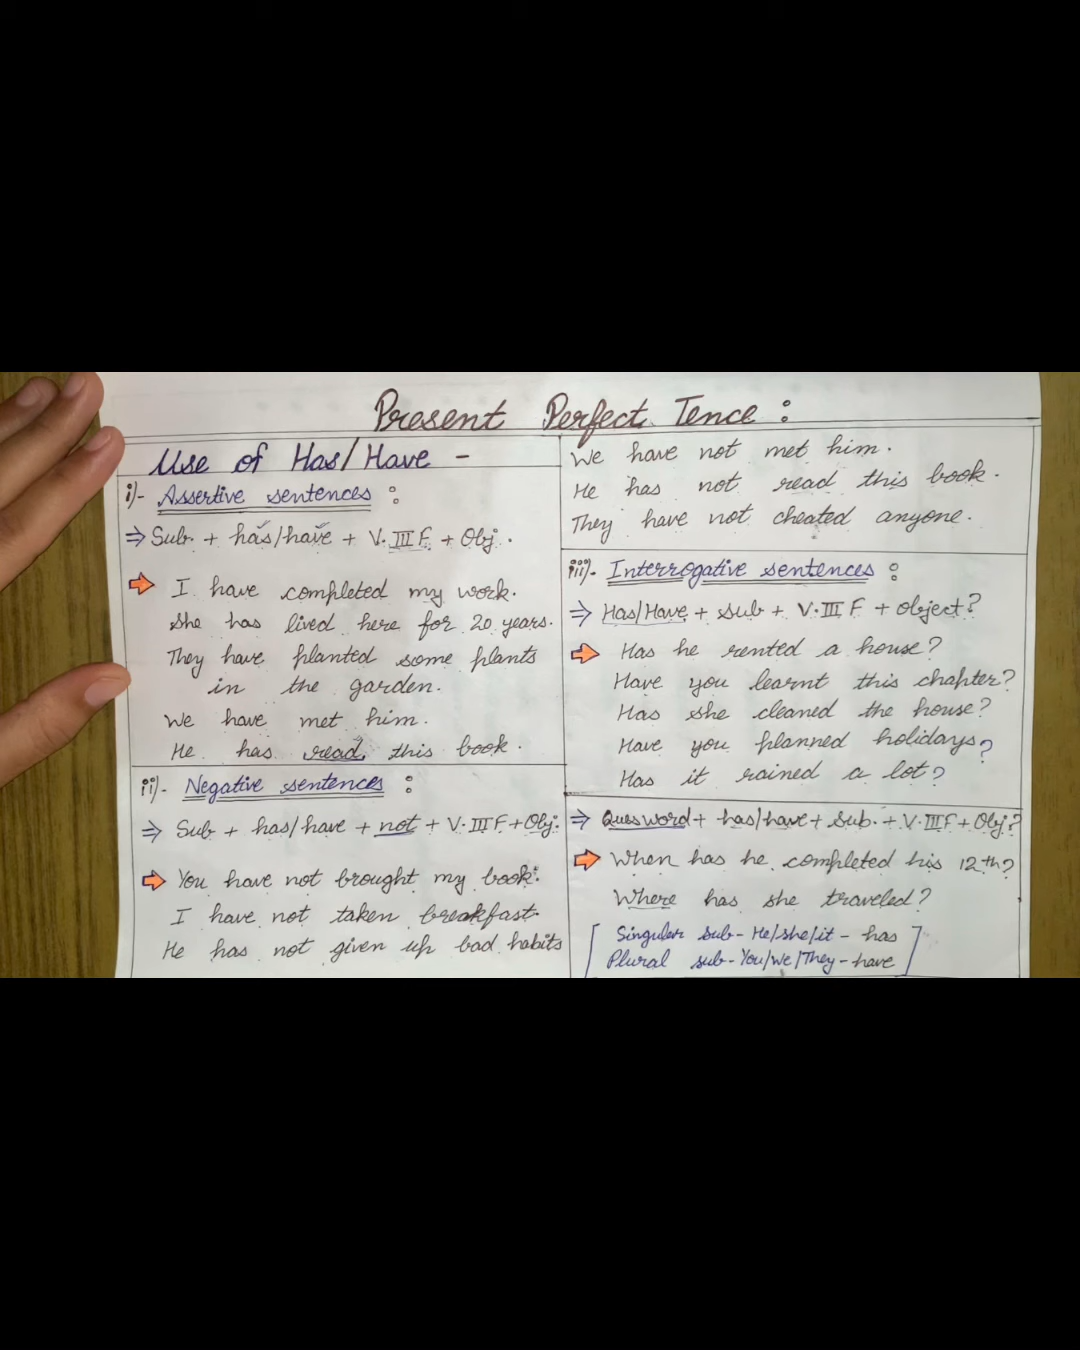 Present Perfect Tence :
Use of Has/Have -
i)- Assertive sentences :
⇒ Sub. + has/have + V.III F. + Obj.
I have completed my work.
She has lived here for 20 years.
They have planted some plants
in the garden.
We have met him.
He has read this book.
ii)- Negative sentences :
⇒ Sub + has/have + not + V.III F + Obj.
You have not brought my book.
I have not taken breakfast.
He has not given up bad habits
We have not met him.
He has not read this book.
They have not cheated anyone.
iii)- Interrogative sentences :
⇒ Has/Have + sub + V.III F + object?
Has he rented a house?
Have you learnt this chapter?
Has she cleaned the house?
Have you planned holidays?
Has it rained a lot?
⇒ Ques word + has/have + sub. + V.III F + Obj?
When has he completed his 12th?
Where has she traveled?
[ Singular sub - He/she/it - has ]
[ Plural sub - You/We/They - have ]